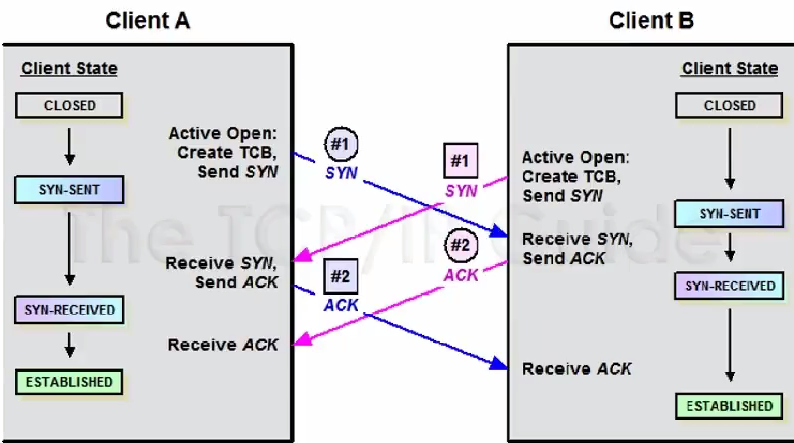 Client A
Client B
Client State
CLOSED
SYN-SENT
SYN-RECEIVED
ESTABLISHED
Active Open:
Create TCB,
Send SYN
Receive SYN,
Send ACK
Receive ACK
#1
SYN
#1
SYN
#2
ACK
#2
ACK
Active Open:
Create TCB,
Send SYN
Receive SYN,
Send ACK
Receive ACK
Client State
CLOSED
SYN-SENT
SYN-RECEIVED
ESTABLISHED
The TCP/IP Guide